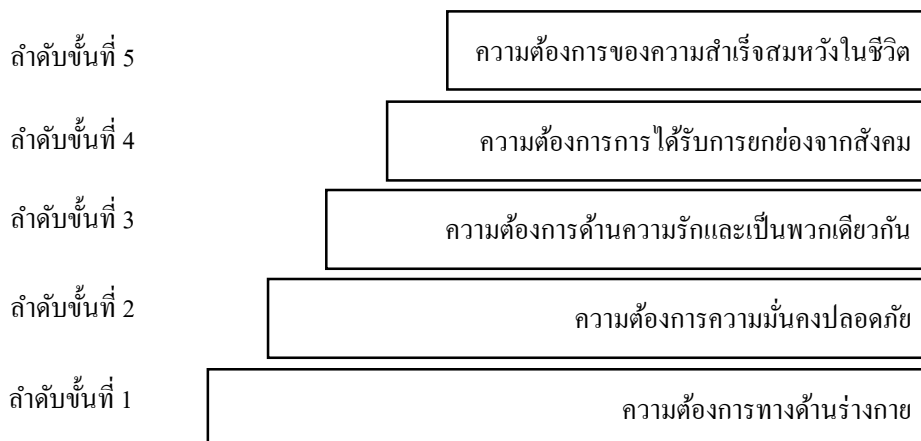 ลำดับขั้นที่ 5 ความต้องการของความสำเร็จสมหวังในชีวิต
ลำดับขั้นที่ 4 ความต้องการการได้รับการยกย่องจากสังคม
ลำดับขั้นที่ 3 ความต้องการด้านความรักและเป็นพวกเดียวกัน
ลำดับขั้นที่ 2 ความต้องการความมั่นคงปลอดภัย
ลำดับขั้นที่ 1 ความต้องการทางด้านร่างกาย